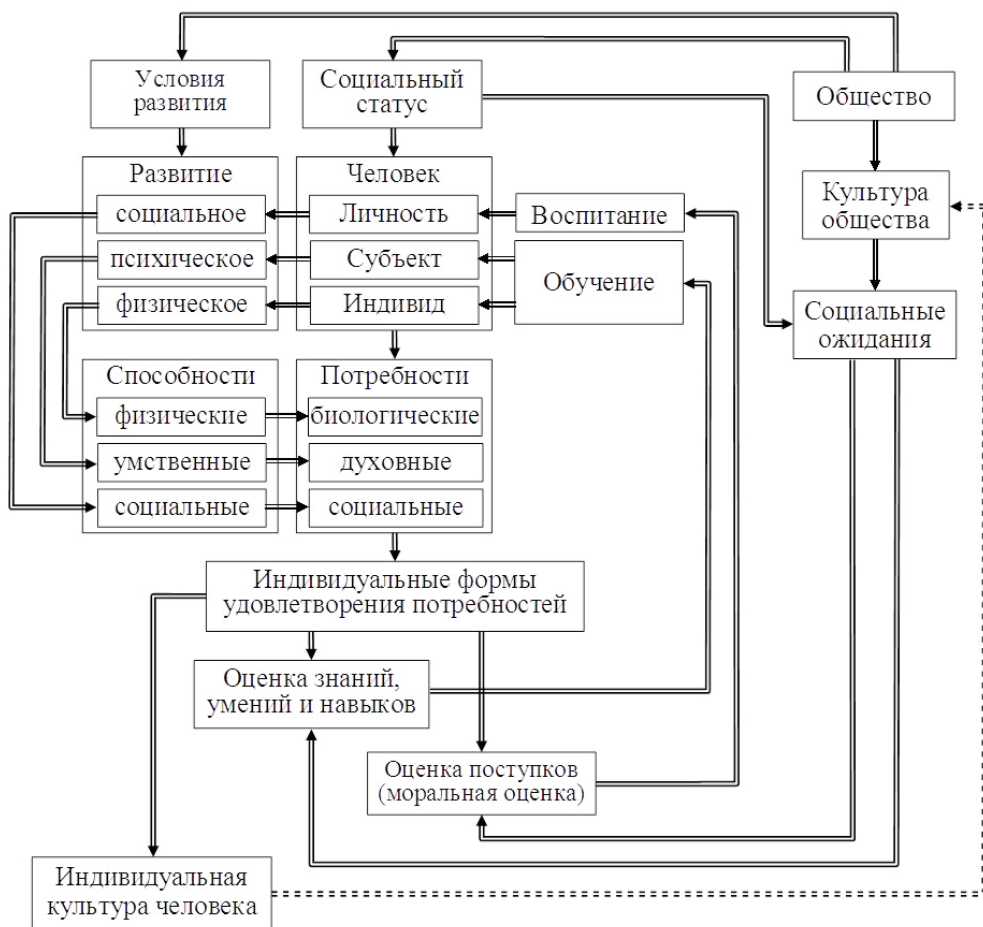 Условия
развития
Социальный
статус
Общество
Развитие
социальное
психическое
физическое
Человек
Личность
Субъект
Индивид
Воспитание
Обучение
Культура
общества
Социальные
ожидания
Способности
физические
умственные
социальные
Потребности
биологические
духовные
социальные
Индивидуальные формы
удовлетворения потребностей
Оценка знаний,
умений и навыков
Оценка поступков
(моральная оценка)
Индивидуальная
культура человека